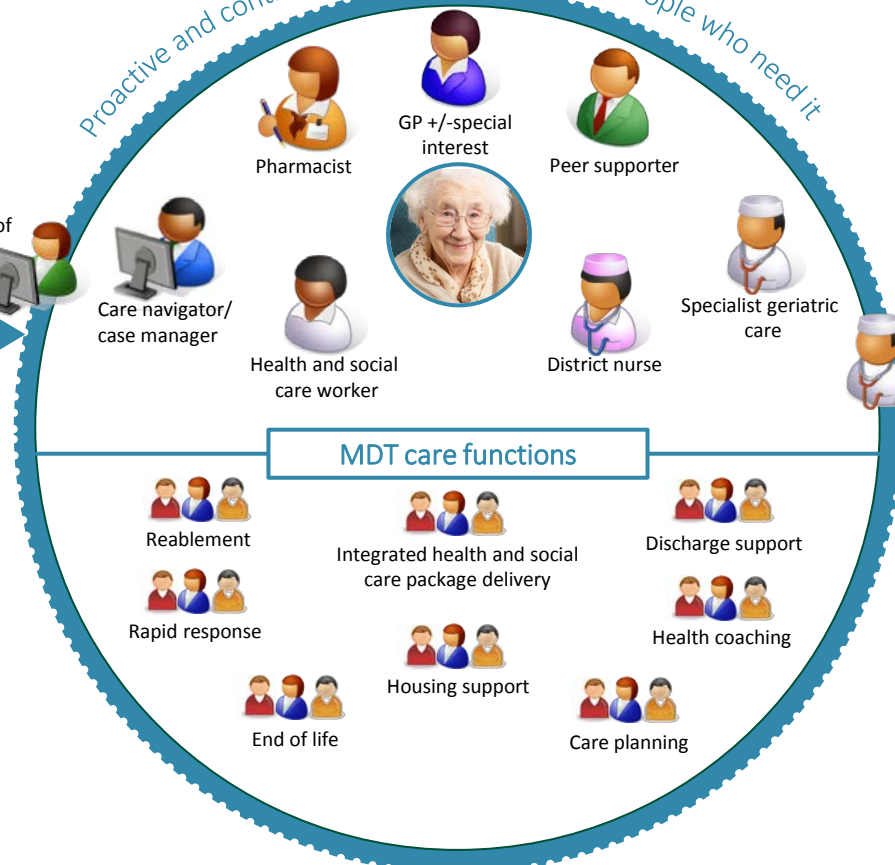 Proactive and
people who need it
GP +/-special
interest
Pharmacist
Peer supporter
of
Care navigator/
case manager
Specialist geriatric
care
Health and social
care worker
District nurse
MDT care functions
Reablement
Integrated health and social
care package delivery
Discharge support
Rapid response
Health coaching
Housing support
End of life
Care planning